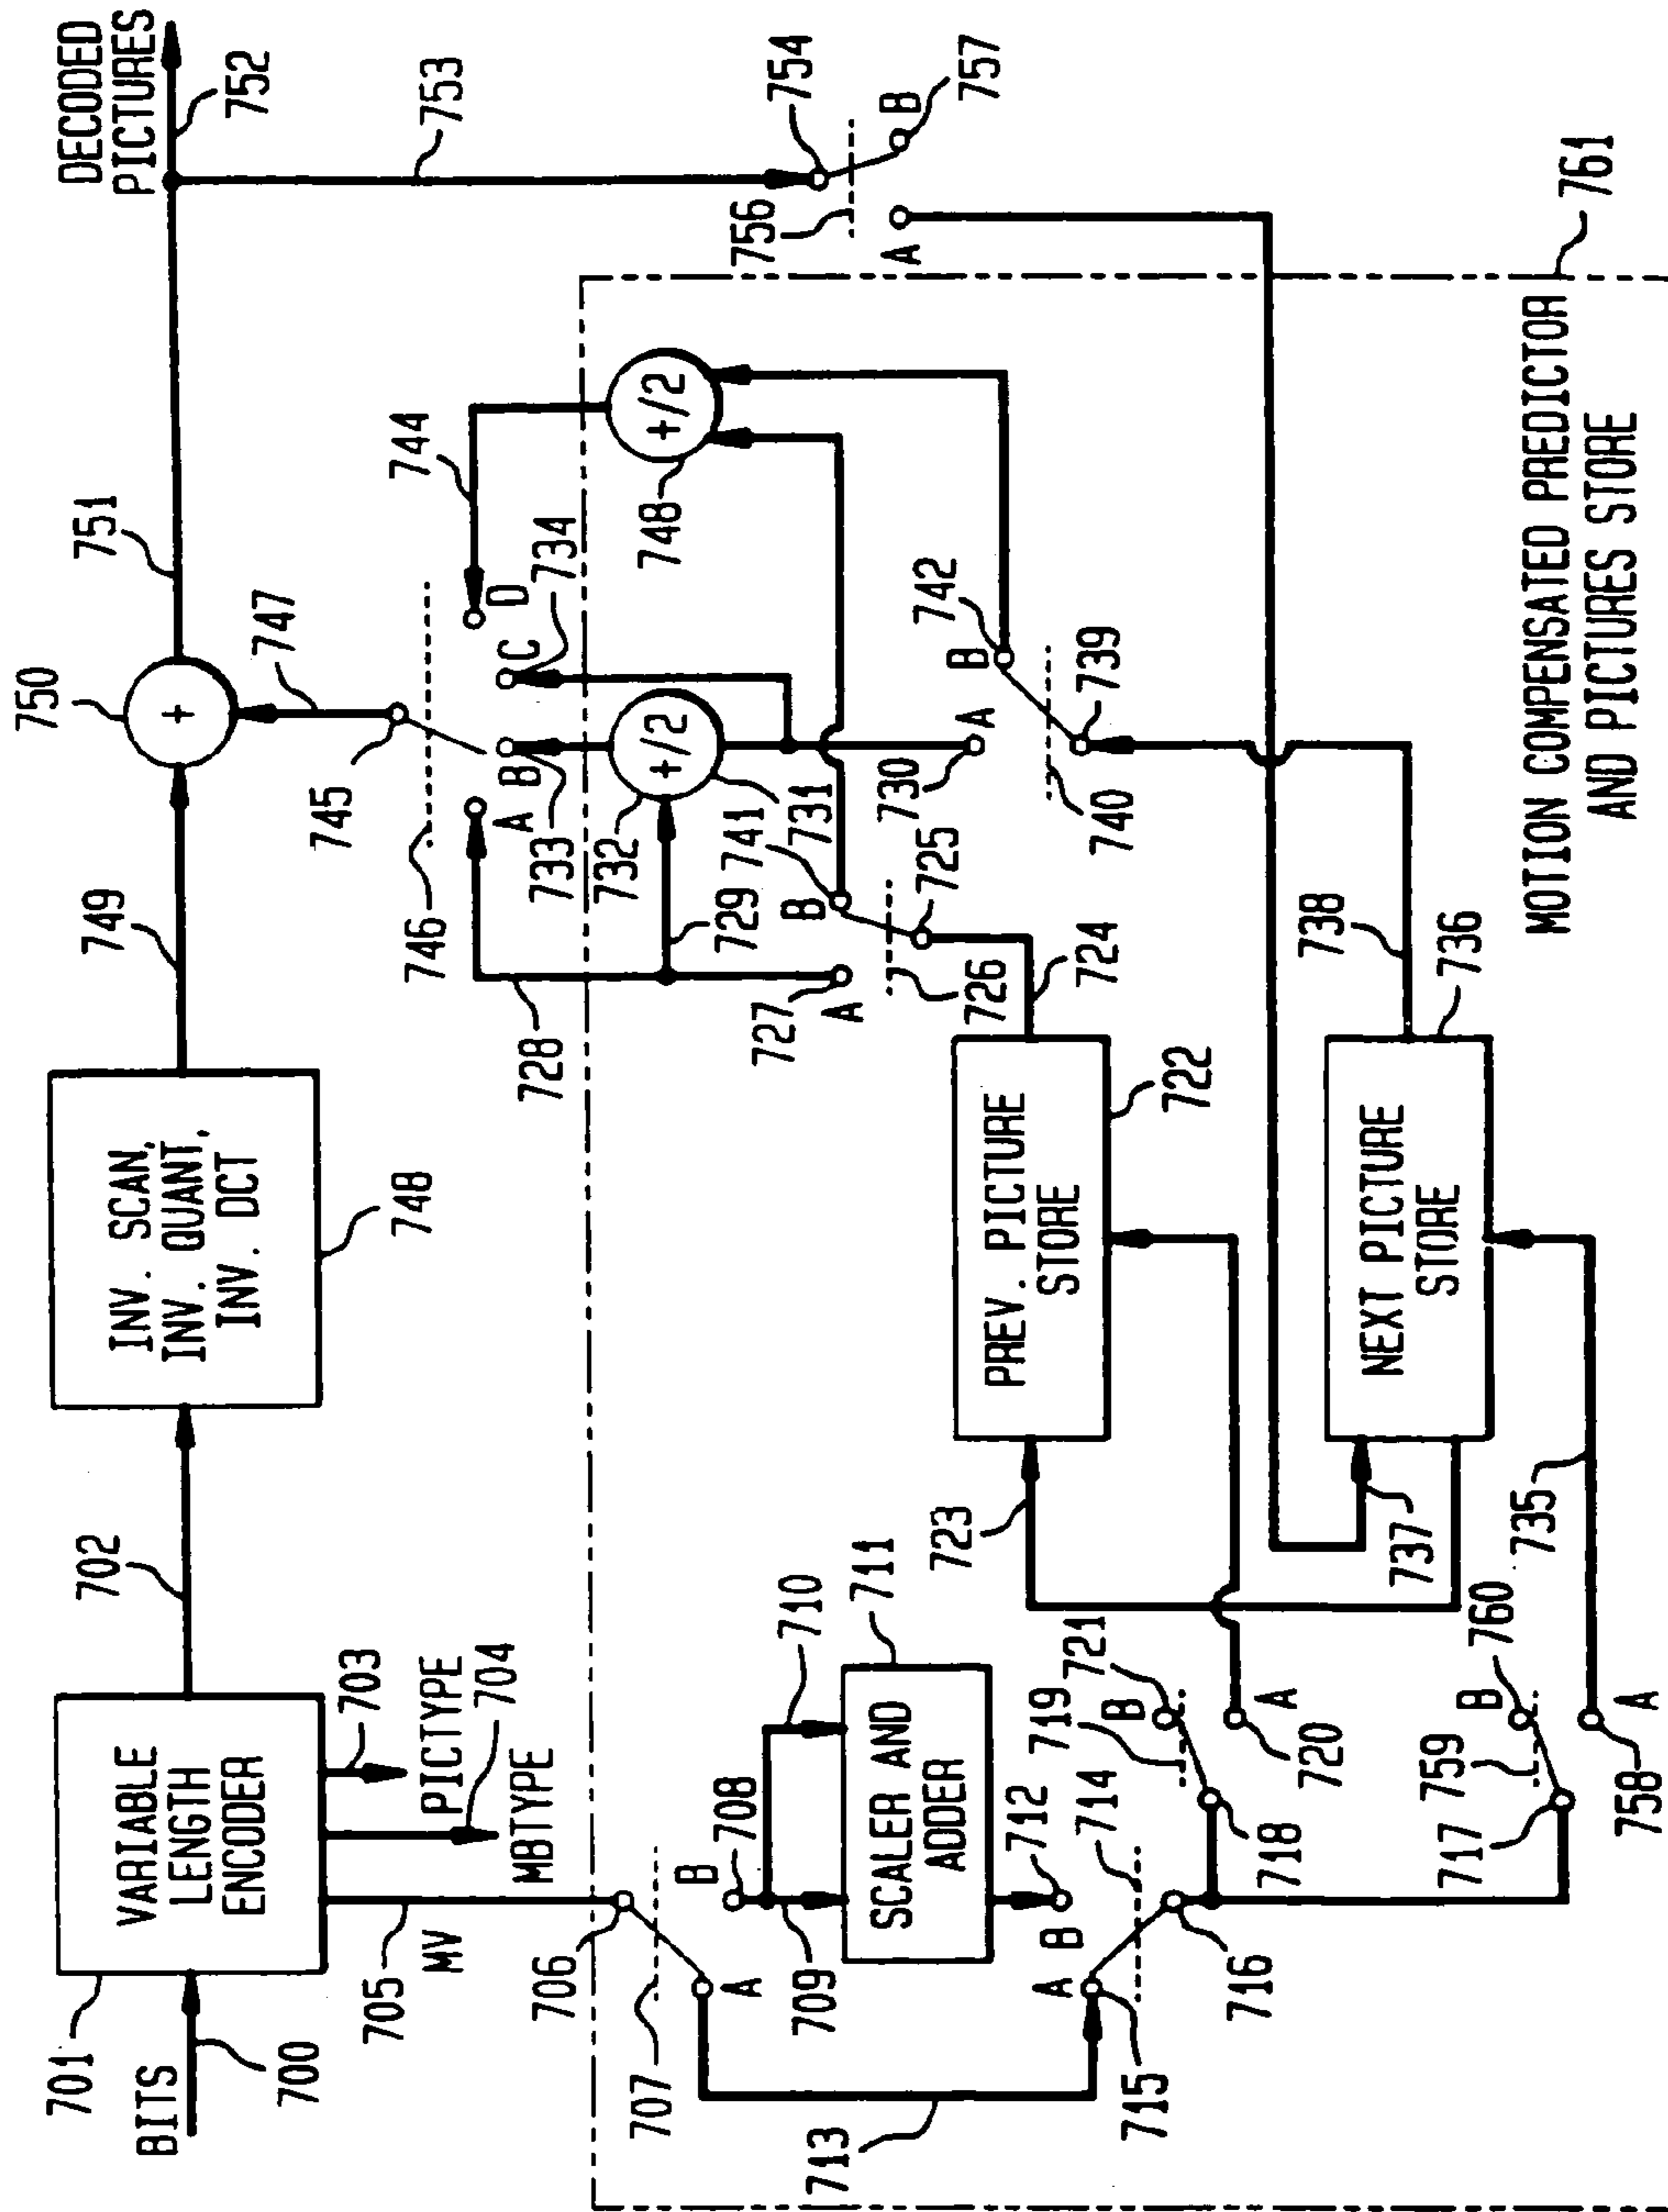 BITS
700
701
VARIABLE
LENGTH
ENCODER
702
703
PICTYPE
704
MBTYPE
705
MV
INV. SCAN,
INV. QUANT,
INV. DCT
748
749
750
+
751
DECODED
PICTURES
752
753
754
756
A
B
757
747
745
746
A
B
C
D
733
734
744
728
706
707
A
B
708
709
710
SCALER AND
ADDER
711
712
B
714
A
715
713
716
718
719
B
721
A
720
717
759
B
760
A
758
735
723
PREV. PICTURE
STORE
722
724
725
726
727
A
B
741
729
732
+/2
731
+/2
748
730
A
B
742
739
740
737
NEXT PICTURE
STORE
736
738
761
MOTION COMPENSATED PREDICTOR
AND PICTURES STORE